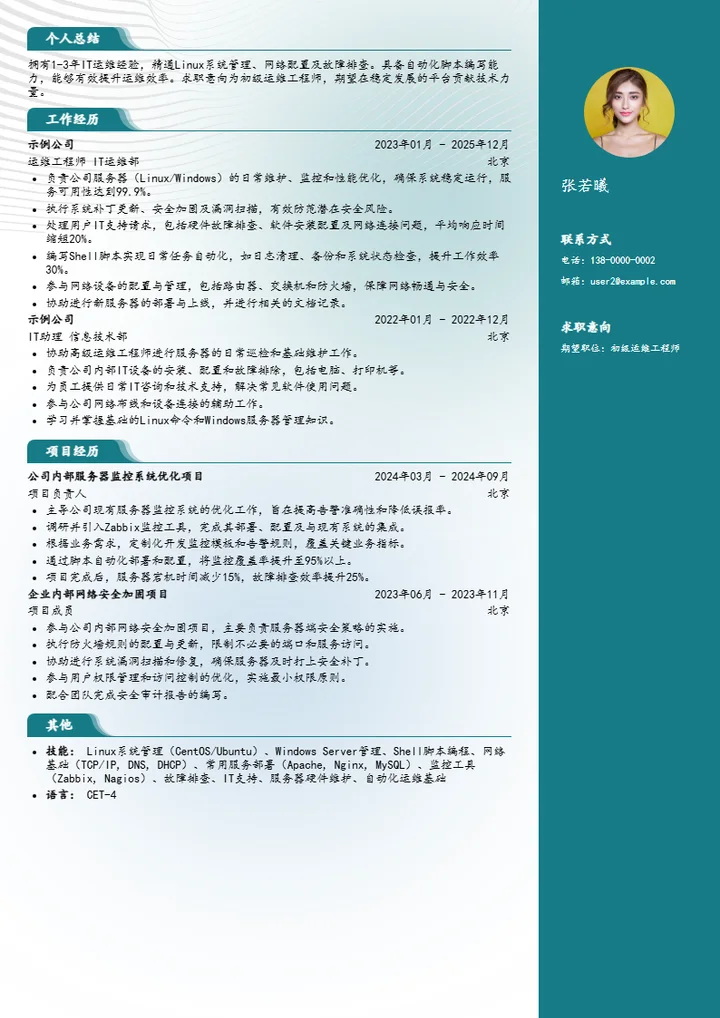 个人总结
拥有1-3年IT运维经验，精通Linux系统管理、网络配置及故障排查。具备自动化脚本编写能
力，能够有效提升运维效率。求职意向为初级运维工程师，期望在稳定发展的平台贡献技术力
量。
工作经历
示例公司 2023年01月 - 2025年12月
运维工程师 IT运维部 北京
• 负责公司服务器（Linux/Windows）的日常维护、监控和性能优化，确保系统稳定运行，服
务可用性达到99.9%。
• 执行系统补丁更新、安全加固及漏洞扫描，有效防范潜在安全风险。
• 处理用户IT支持请求，包括硬件故障排查、软件安装配置及网络连接问题，平均响应时间
缩短20%。
• 编写Shell脚本实现日常任务自动化，如日志清理、备份和系统状态检查，提升工作效率
30%。
• 参与网络设备的配置与管理，包括路由器、交换机和防火墙，保障网络畅通与安全。
• 协助进行新服务器的部署与上线，并进行相关的文档记录。
示例公司 2022年01月 - 2022年12月
IT助理 信息技术部 北京
• 协助高级运维工程师进行服务器的日常巡检和基础维护工作。
• 负责公司内部IT设备的安装、配置和故障排除，包括电脑、打印机等。
• 为员工提供日常IT咨询和技术支持，解决常见软件使用问题。
• 参与公司网络布线和设备连接的辅助工作。
• 学习并掌握基础的Linux命令和Windows服务器管理知识。
项目经历
公司内部服务器监控系统优化项目 2024年03月 - 2024年09月
项目负责人 北京
• 主导公司现有服务器监控系统的优化工作，旨在提高告警准确性和降低误报率。
• 调研并引入Zabbix监控工具，完成其部署、配置及与现有系统的集成。
• 根据业务需求，定制化开发监控模板和告警规则，覆盖关键业务指标。
• 通过脚本自动化部署和配置，将监控覆盖率提升至95%以上。
• 项目完成后，服务器宕机时间减少15%，故障排查效率提升25%。
企业内部网络安全加固项目 2023年06月 - 2023年11月
项目成员 北京
• 参与公司内部网络安全加固项目，主要负责服务器端安全策略的实施。
• 执行防火墙规则的配置与更新，限制不必要的端口和服务访问。
• 协助进行系统漏洞扫描和修复，确保服务器及时打上安全补丁。
• 参与用户权限管理和访问控制的优化，实施最小权限原则。
• 配合团队完成安全审计报告的编写。
其他
• 技能： Linux系统管理（CentOS/Ubuntu）、Windows Server管理、Shell脚本编程、网络
基础（TCP/IP, DNS, DHCP）、常用服务部署（Apache, Nginx, MySQL）、监控工具
（Zabbix, Nagios）、故障排查、IT支持、服务器硬件维护、自动化运维基础
• 语言： CET-4
张若曦
联系方式
电话：138-0000-0002
邮箱：user2@example.com
求职意向
期望职位：初级运维工程师